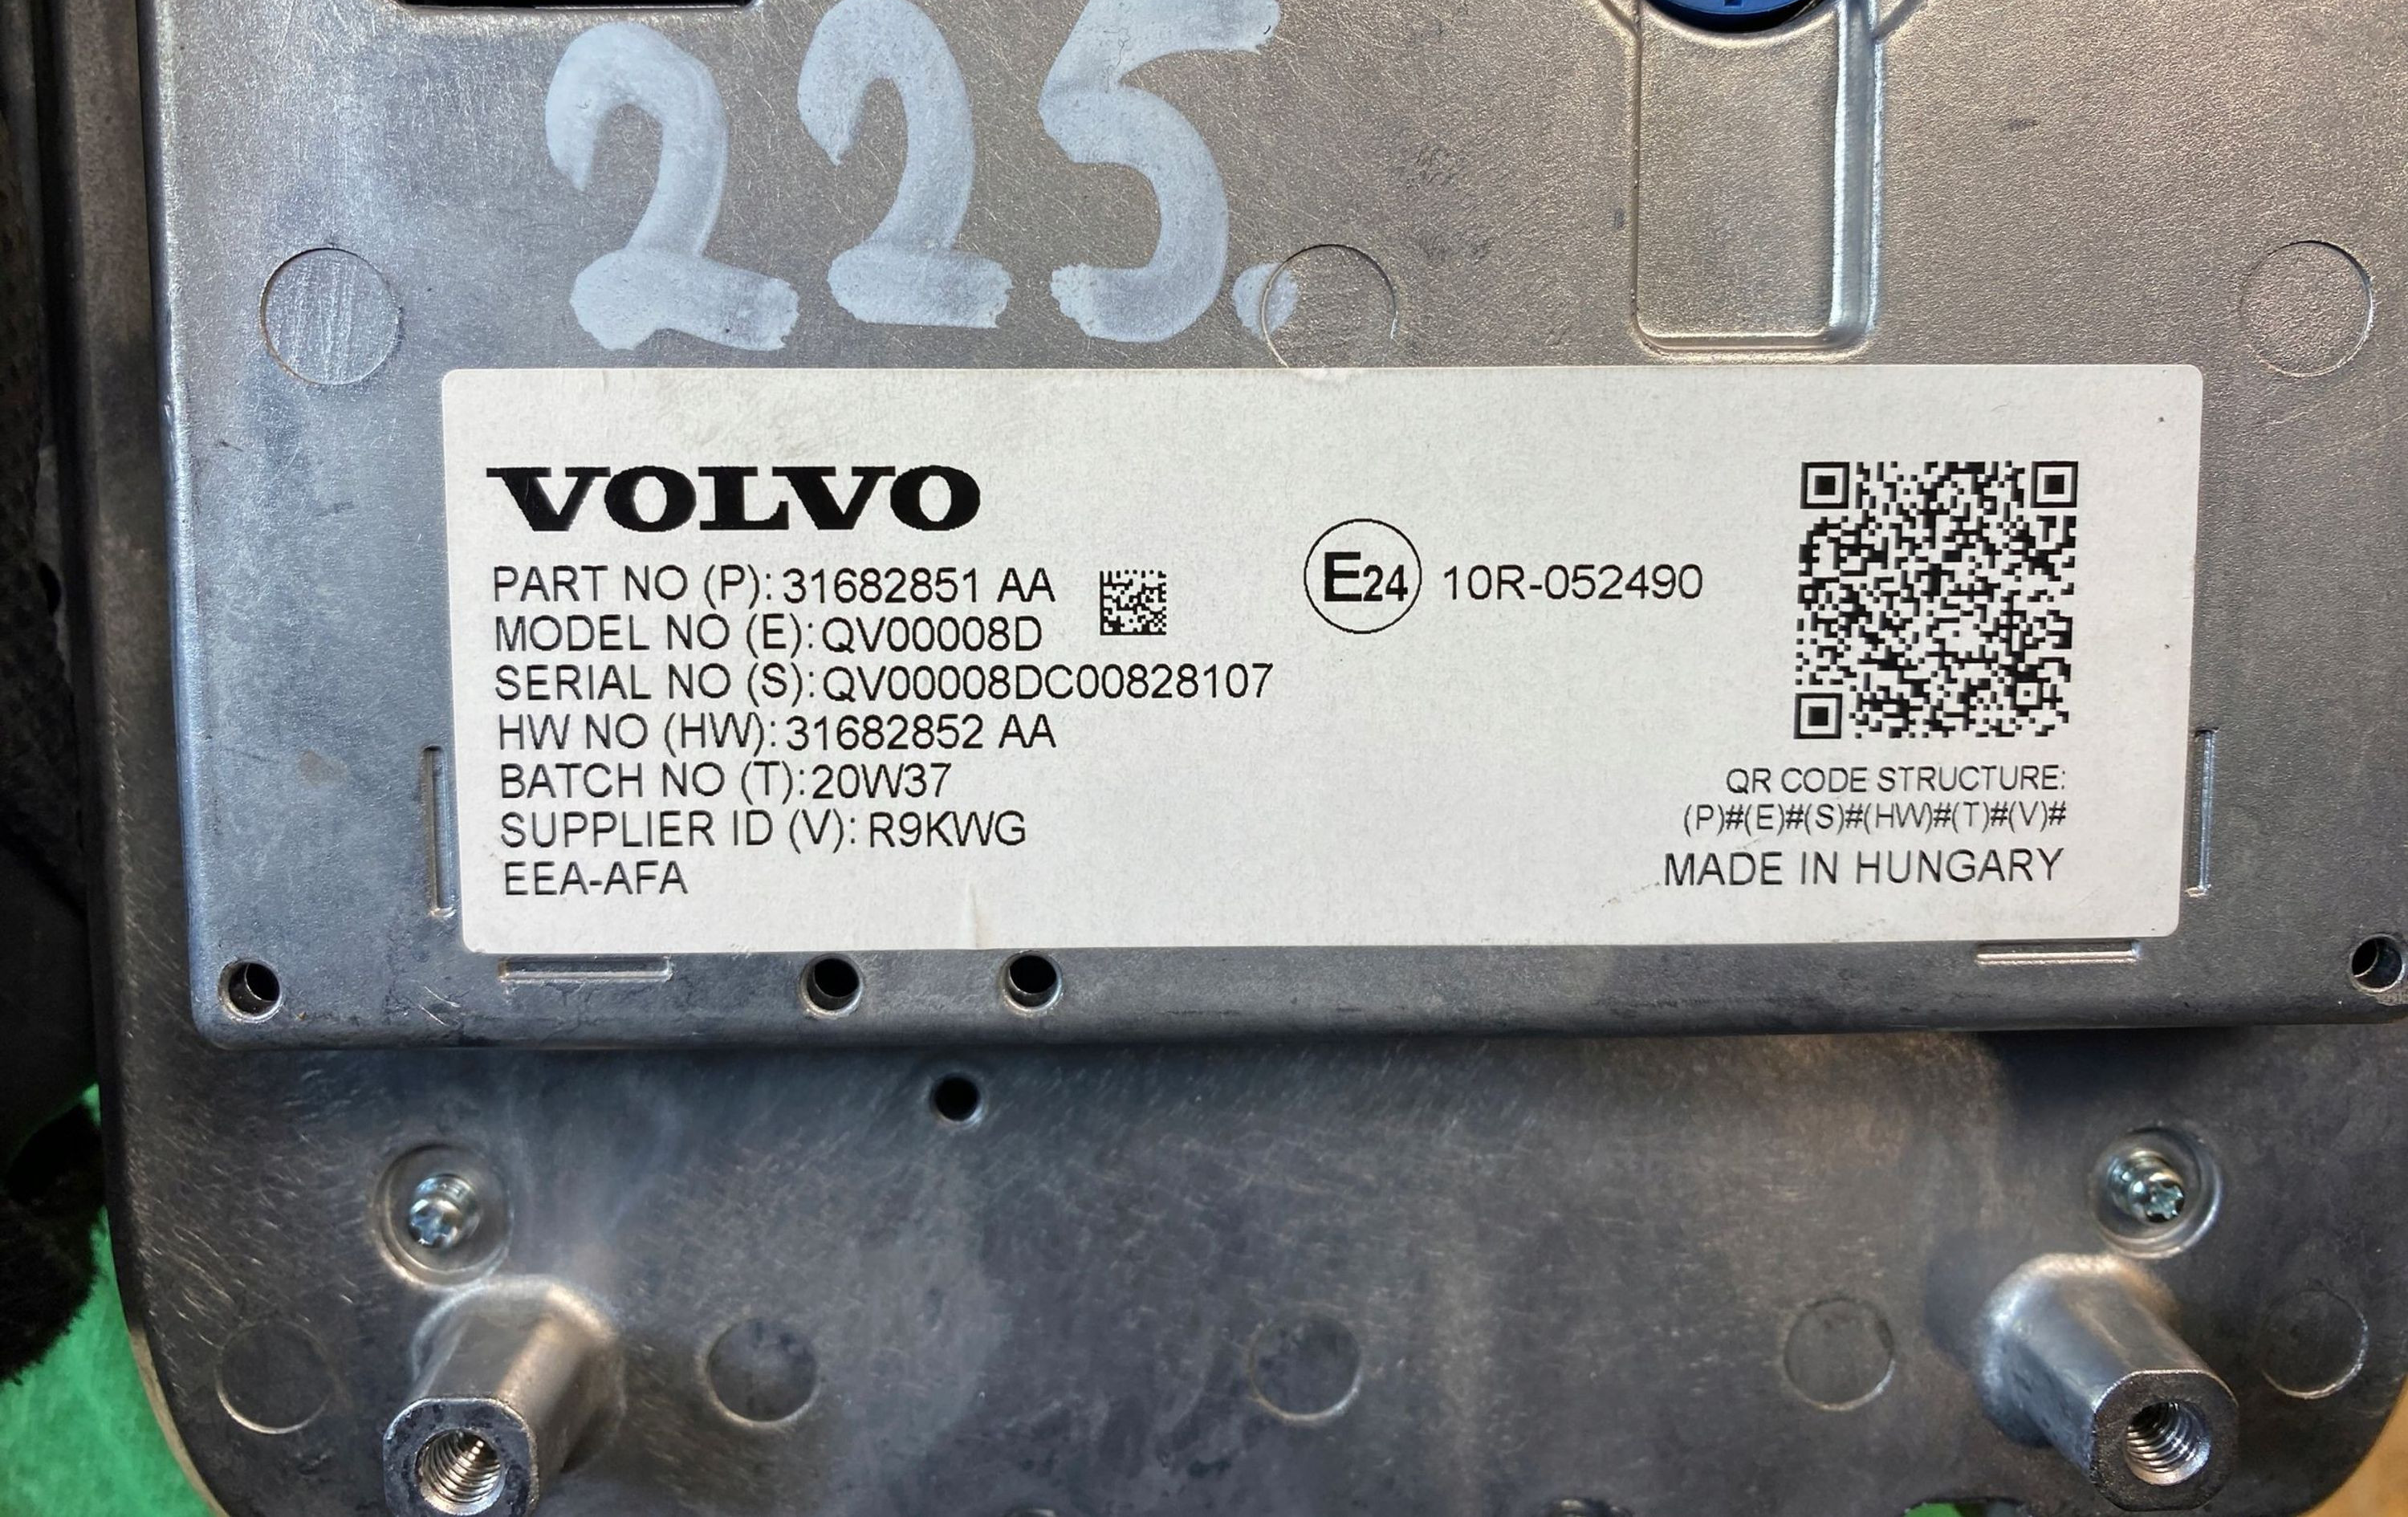 225.
VOLVO
PART NO (P): 31682851 AA
MODEL NO (E): QV00008D
SERIAL NO (S): QV00008DC00828107
HW NO (HW): 31682852 AA
BATCH NO (T): 20W37
SUPPLIER ID (V): R9KWG
EEA-AFA
E24 10R-052490
QR CODE STRUCTURE:
(P)#(E)#(S)#(HW)#(T)#(V)#
MADE IN HUNGARY